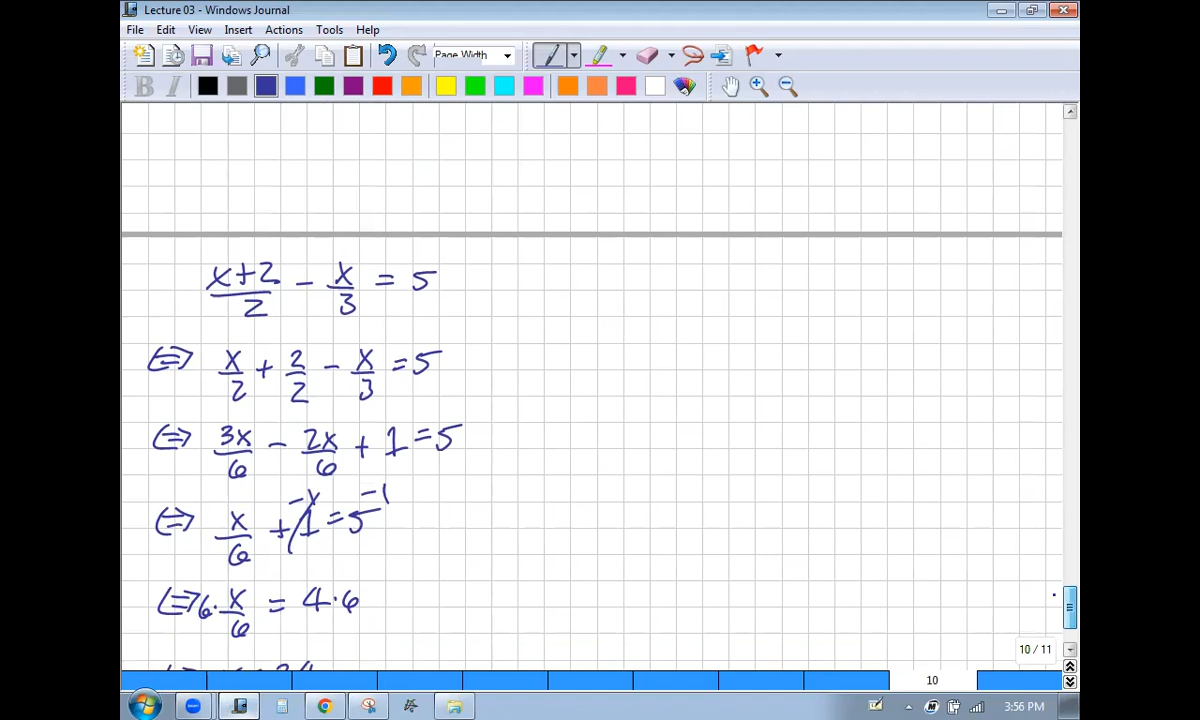 Lecture 03 - Windows Journal
File Edit View Insert Actions Tools Help
Page Width
B I
x+2/2 - x/3 = 5
⇔ x/2 + 2/2 - x/3 = 5
⇔ 3x/6 - 2x/6 + 1 = 5
-1 -1
⇔ x/6 + 1 = 5
⇔ 6·x/6 = 4·6
10 / 11
10
3:56 PM